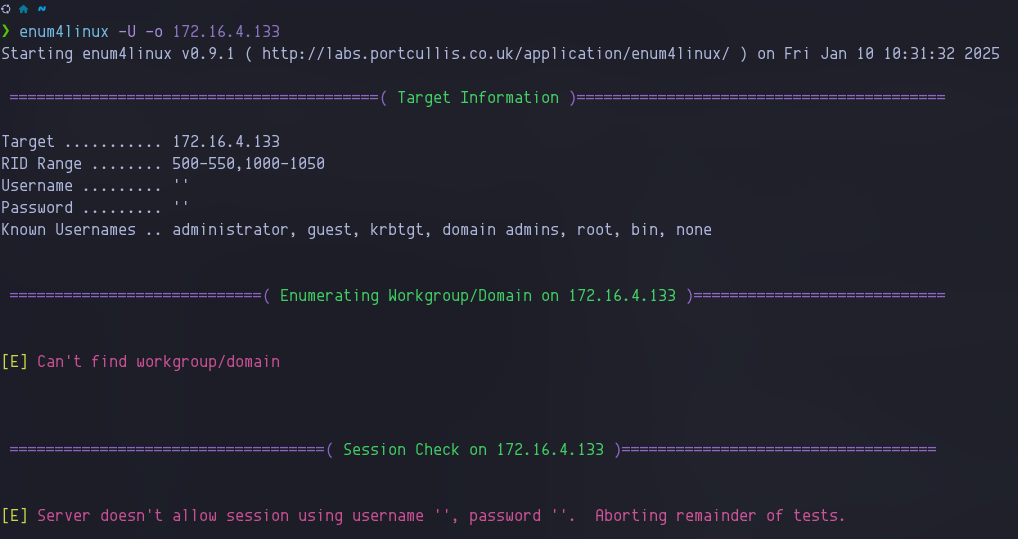 ❯ enum4linux -U -o 172.16.4.133
Starting enum4linux v0.9.1 ( http://labs.portcullis.co.uk/application/enum4linux/ ) on Fri Jan 10 10:31:32 2025
=========================================( Target Information )=========================================
Target ........... 172.16.4.133
RID Range ........ 500-550,1000-1050
Username ......... ''
Password ......... ''
Known Usernames .. administrator, guest, krbtgt, domain admins, root, bin, none
============================( Enumerating Workgroup/Domain on 172.16.4.133 )============================
[E] Can't find workgroup/domain
===================================( Session Check on 172.16.4.133 )===================================
[E] Server doesn't allow session using username '', password ''.  Aborting remainder of tests.